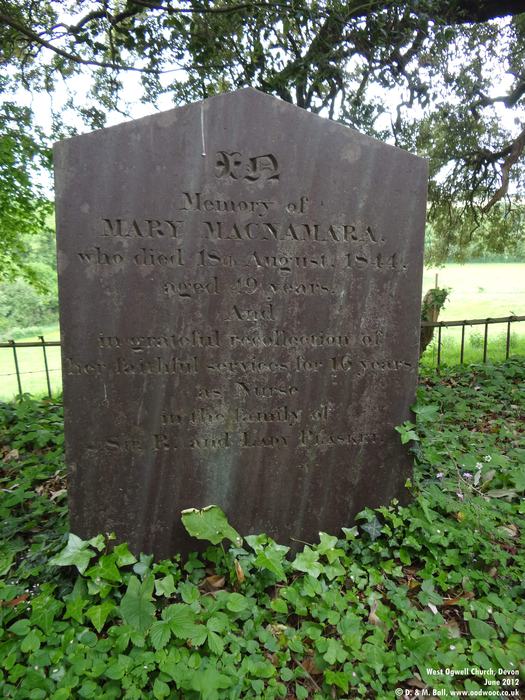 IN
Memory of
MARY MACNAMARA,
who died 18th August, 1844,
aged 49 years.
And
in grateful recollection of
her faithful services for 16 years
as Nurse
in the family of
Sir R. and Lady Plasket.
West Ogwell Church, Devon
June 2012
© D. & M. Ball, www.oodwooc.co.uk